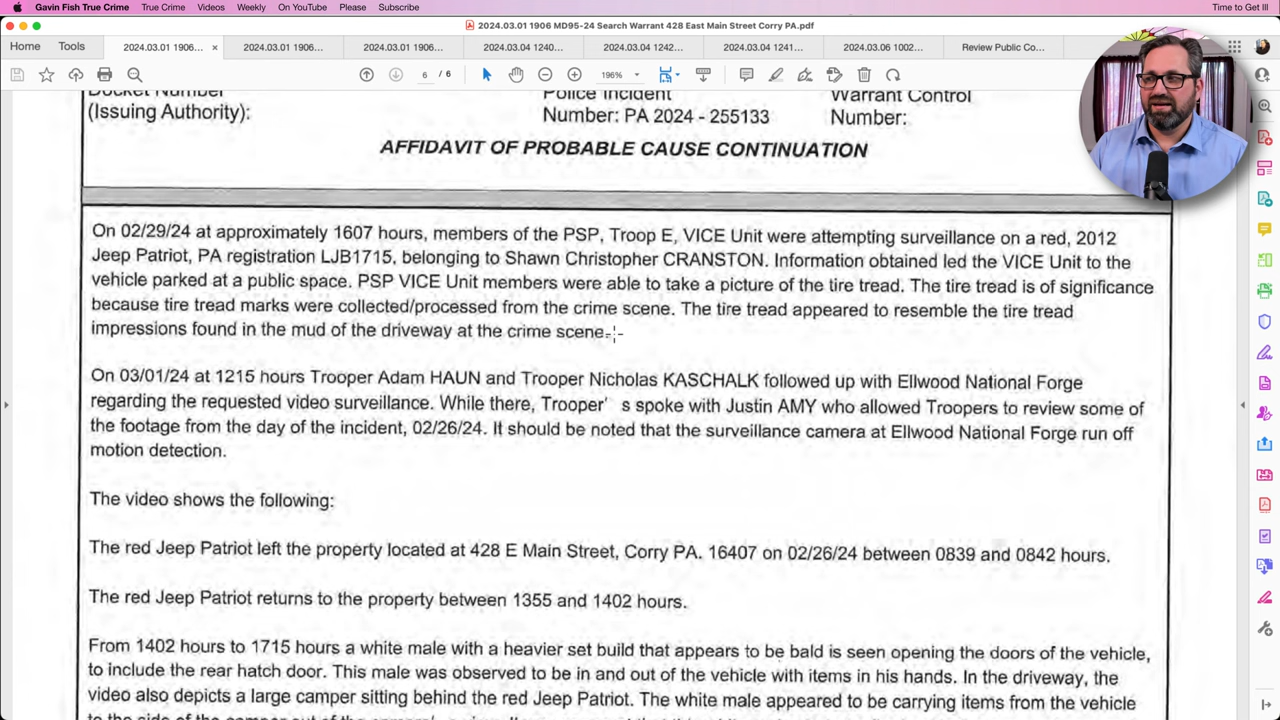 Gavin Fish True Crime True Crime Videos Weekly On YouTube Please Subscribe Time to Get Ill
2024.03.01 1906 MD95-24 Search Warrant 428 East Main Street Corry PA.pdf
Home Tools 2024.03.01 1906... × 2024.03.01 1906... 2024.03.01 1906... 2024.03.04 1240... 2024.03.04 1242... 2024.03.04 1241... 2024.03.06 1002... Review Public Co...
6 / 6 196%
Docket Number Police Incident Warrant Control
(Issuing Authority): Number: PA 2024 - 255133 Number:
AFFIDAVIT OF PROBABLE CAUSE CONTINUATION
On 02/29/24 at approximately 1607 hours, members of the PSP, Troop E, VICE Unit were attempting surveillance on a red, 2012
Jeep Patriot, PA registration LJB1715, belonging to Shawn Christopher CRANSTON. Information obtained led the VICE Unit to the
vehicle parked at a public space. PSP VICE Unit members were able to take a picture of the tire tread. The tire tread is of significance
because tire tread marks were collected/processed from the crime scene. The tire tread appeared to resemble the tire tread
impressions found in the mud of the driveway at the crime scene.
On 03/01/24 at 1215 hours Trooper Adam HAUN and Trooper Nicholas KASCHALK followed up with Ellwood National Forge
regarding the requested video surveillance. While there, Trooper' s spoke with Justin AMY who allowed Troopers to review some of
the footage from the day of the incident, 02/26/24. It should be noted that the surveillance camera at Ellwood National Forge run off
motion detection.
The video shows the following:
The red Jeep Patriot left the property located at 428 E Main Street, Corry PA. 16407 on 02/26/24 between 0839 and 0842 hours.
The red Jeep Patriot returns to the property between 1355 and 1402 hours.
From 1402 hours to 1715 hours a white male with a heavier set build that appears to be bald is seen opening the doors of the vehicle,
to include the rear hatch door. This male was observed to be in and out of the vehicle with items in his hands. In the driveway, the
video also depicts a large camper sitting behind the red Jeep Patriot. The white male appeared to be carrying items from the vehicle